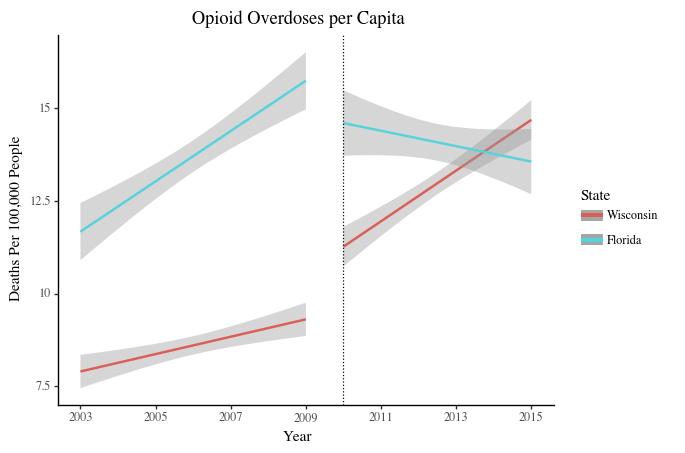 Opioid Overdoses per Capita
Deaths Per 100,000 People
15
12.5
10
7.5
2003 2005 2007 2009 2011 2013 2015
Year
State
Wisconsin
Florida